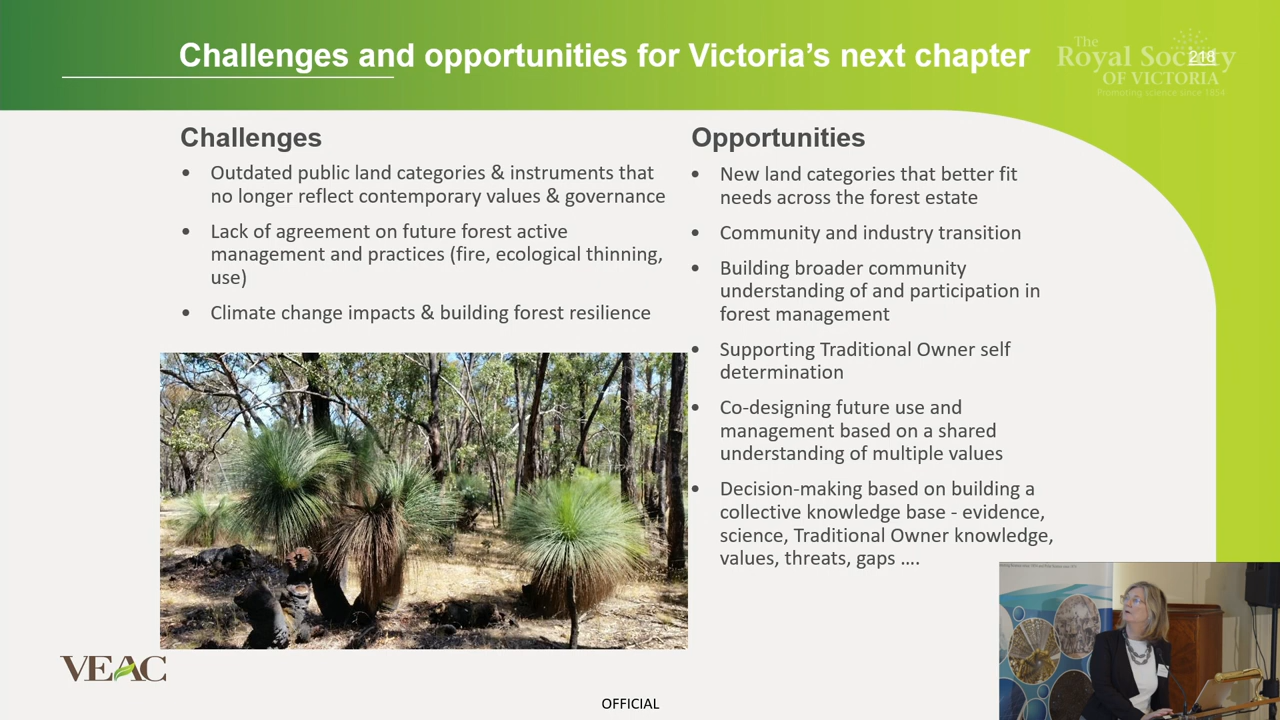 Challenges and opportunities for Victoria's next chapter
The
Royal Society
OF VICTORIA
Promoting science since 1854
218
Challenges
• Outdated public land categories & instruments that
no longer reflect contemporary values & governance
• Lack of agreement on future forest active
management and practices (fire, ecological thinning,
use)
• Climate change impacts & building forest resilience
Opportunities
• New land categories that better fit
needs across the forest estate
• Community and industry transition
• Building broader community
understanding of and participation in
forest management
• Supporting Traditional Owner self
determination
• Co-designing future use and
management based on a shared
understanding of multiple values
• Decision-making based on building a
collective knowledge base - evidence,
science, Traditional Owner knowledge,
values, threats, gaps ....
VEAC
OFFICIAL